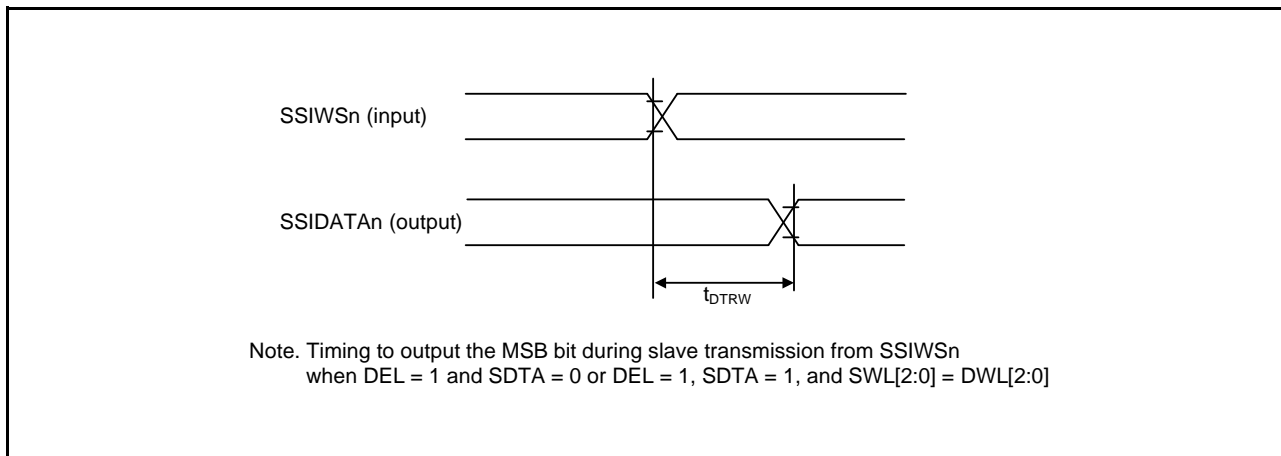 SSIWSn (input)
SSIDATAn (output)
tDTRW
Note. Timing to output the MSB bit during slave transmission from SSIWSn
when DEL = 1 and SDTA = 0 or DEL = 1, SDTA = 1, and SWL[2:0] = DWL[2:0]